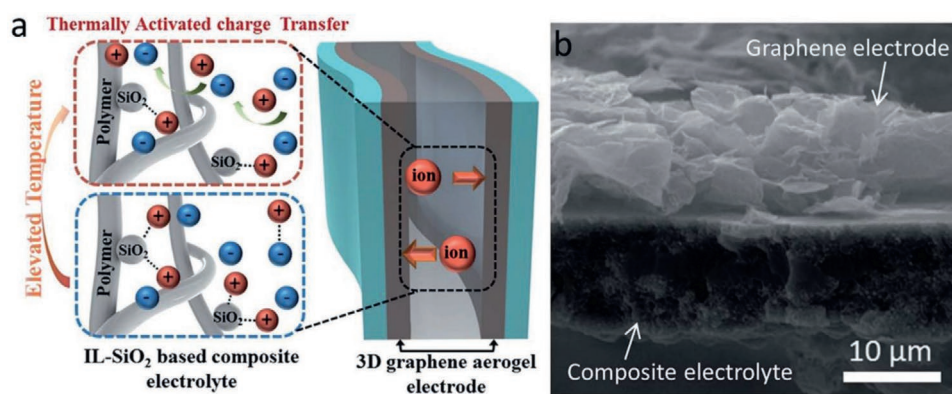 a
Thermally Activated charge Transfer
Elevated Temperature
Polymer
SiO2
SiO2
+
-
ion
ion
Polymer
SiO2
SiO2
IL-SiO₂ based composite
electrolyte
3D graphene aerogel
electrode
b
Graphene electrode
Composite electrolyte
10 μm